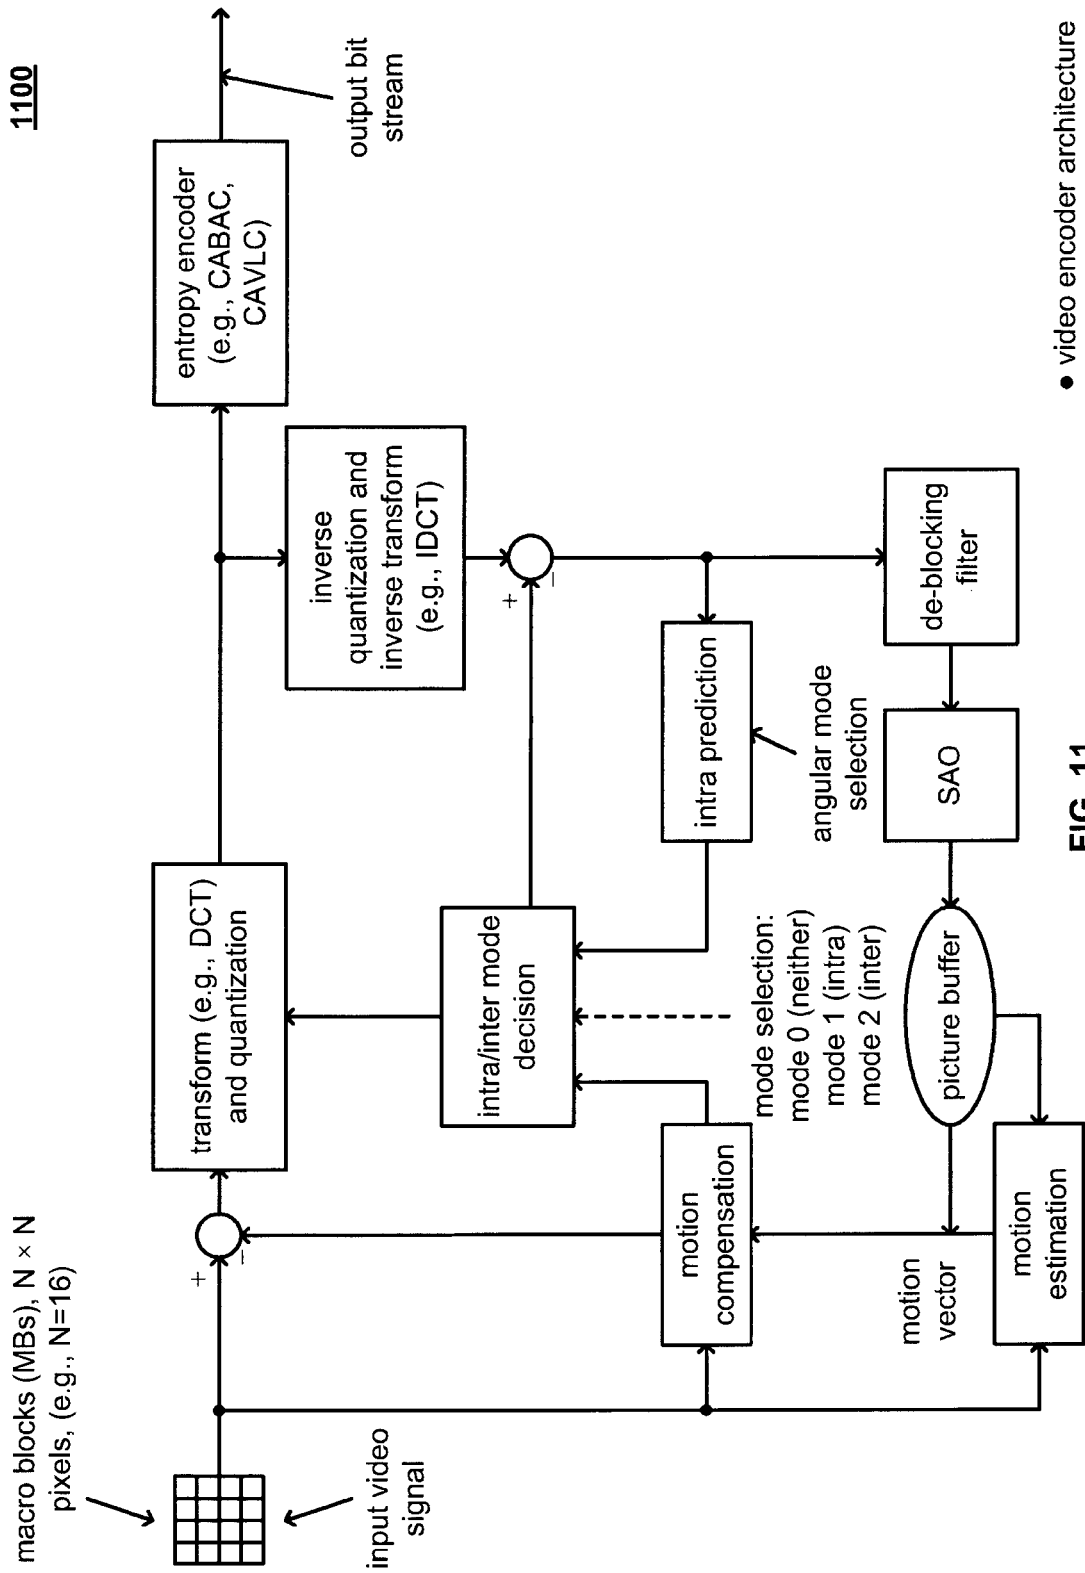 1100
macro blocks (MBs), N × N
pixels, (e.g., N=16)
input video
signal
+
−
transform (e.g., DCT)
and quantization
entropy encoder
(e.g., CABAC,
CAVLC)
output bit
stream
inverse
quantization and
inverse transform
(e.g., IDCT)
+
−
intra/inter mode
decision
motion
compensation
intra prediction
angular mode
selection
mode selection:
mode 0 (neither)
mode 1 (intra)
mode 2 (inter)
motion
vector
motion
estimation
picture buffer
SAO
de-blocking
filter
FIG. 11
● video encoder architecture